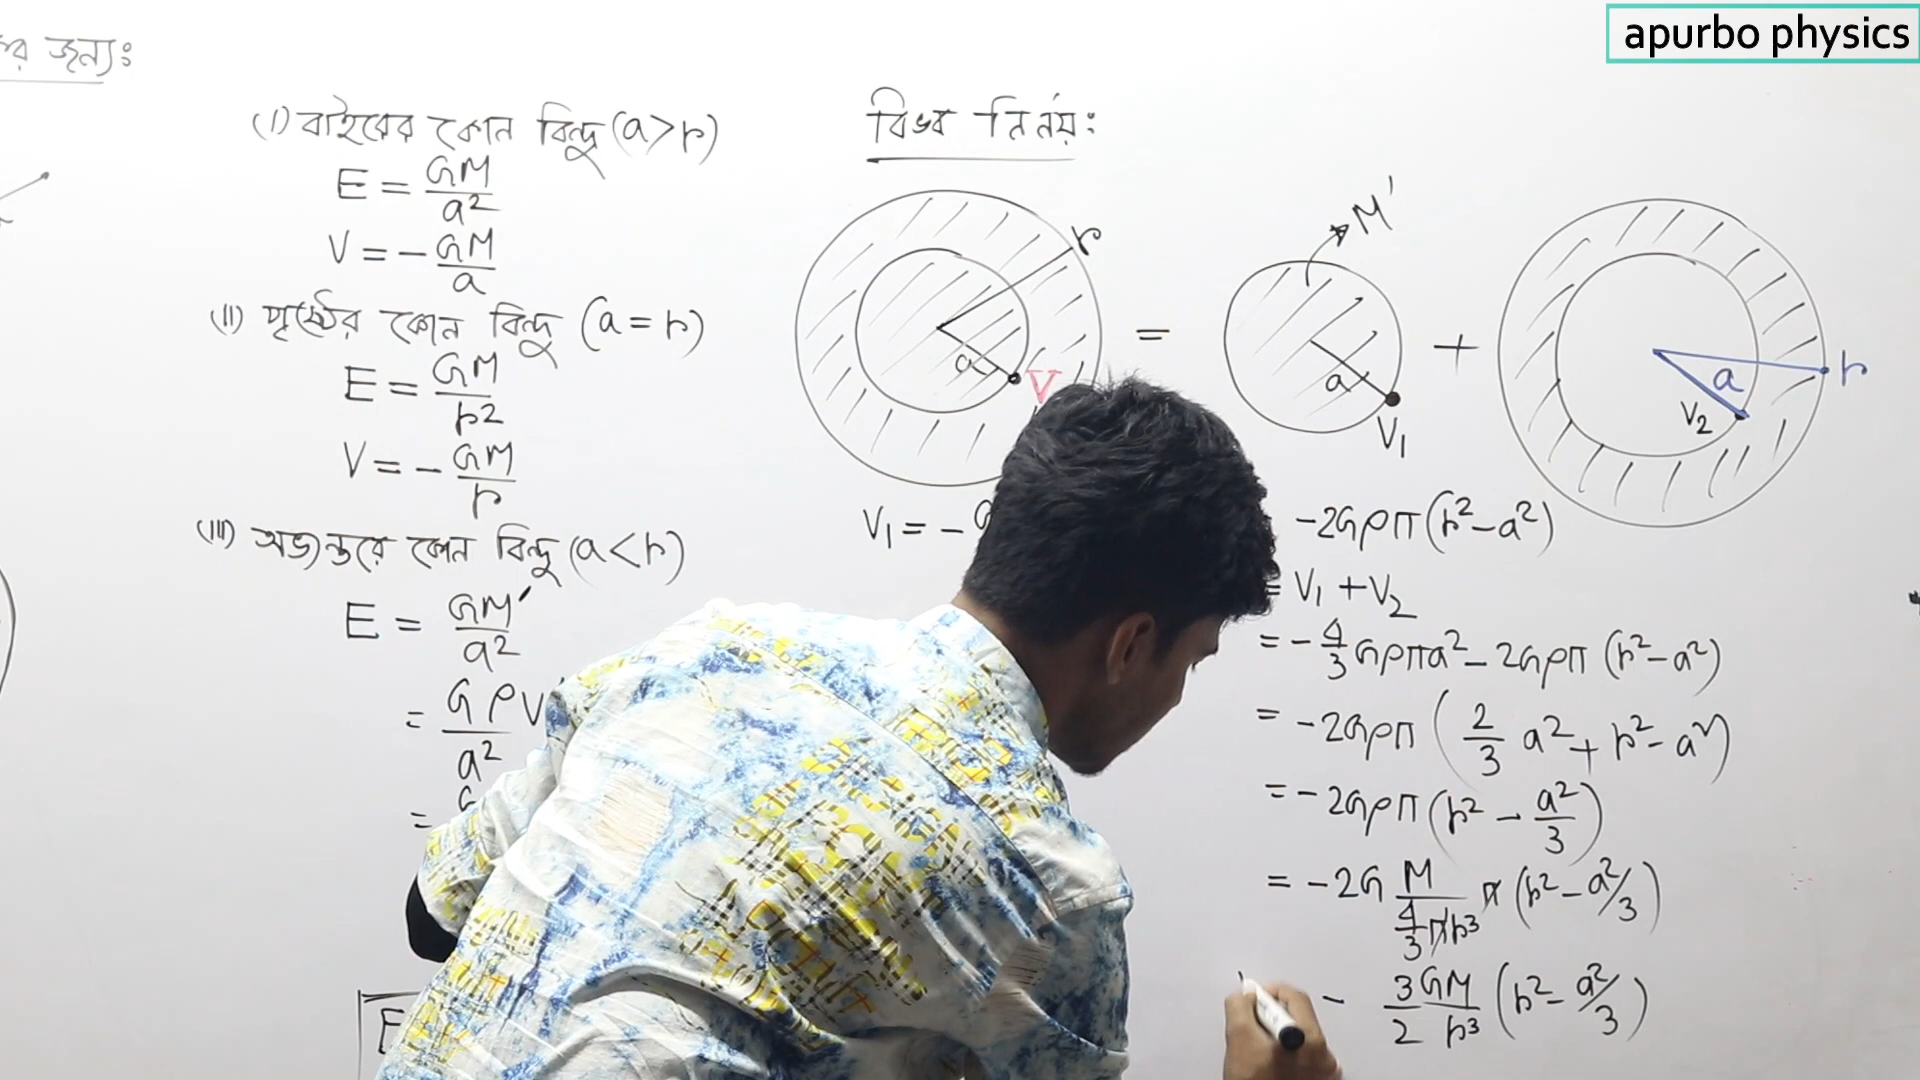 apurbo physics
র জন্যঃ
(I) বাইরের কোন বিন্দু (a>r)
E = GM/a²
V = - GM/a
(II) পৃষ্ঠের কোন বিন্দু (a = r)
E = GM/r²
V = - GM/r
(III) অভ্যন্তরে কোন বিন্দু (a<r)
E = GM'/a²
= GρV/a²
=
E
বিভব নির্নয়ঃ
r
a
V
=
M'
a
V₁
+
r
a
V₂
V₁ = -
-2Gρπ(r²-a²)
= V₁ + V₂
= - 4/3 Gρπa² - 2Gρπ (r²-a²)
= -2Gρπ (2/3 a² + r² - a²)
= -2Gρπ (r² - a²/3)
= -2G M/(4/3 πr³) π (r² - a²/3)
- 3GM/2r³ (r² - a²/3)